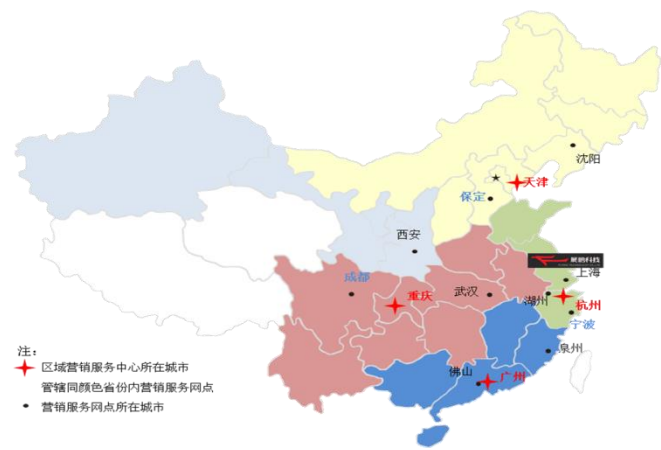 沈阳
天津
保定
西安
上海
成都
重庆
武汉
湖州
杭州
宁波
泉州
佛山
广州
注：
区域营销服务中心所在城市
管辖同颜色省份内营销服务网点
营销服务网点所在城市